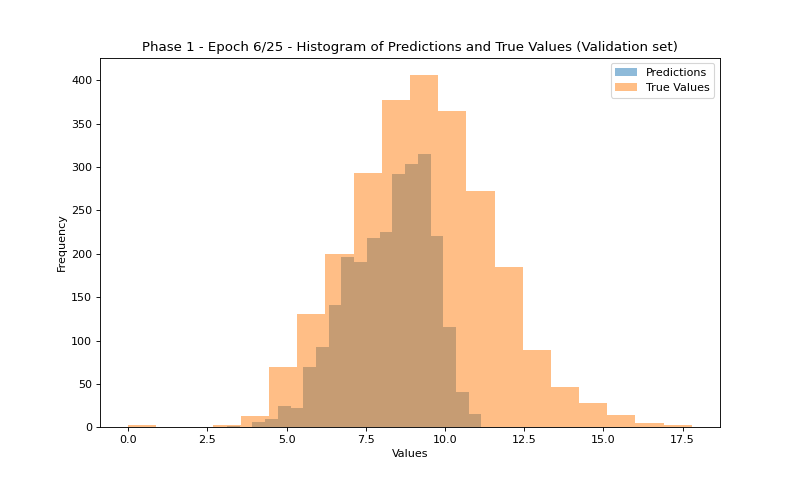 Phase 1 - Epoch 6/25 - Histogram of Predictions and True Values (Validation set)
Predictions
True Values
400
350
300
250
200
150
100
50
0
Frequency
0.0 2.5 5.0 7.5 10.0 12.5 15.0 17.5
Values